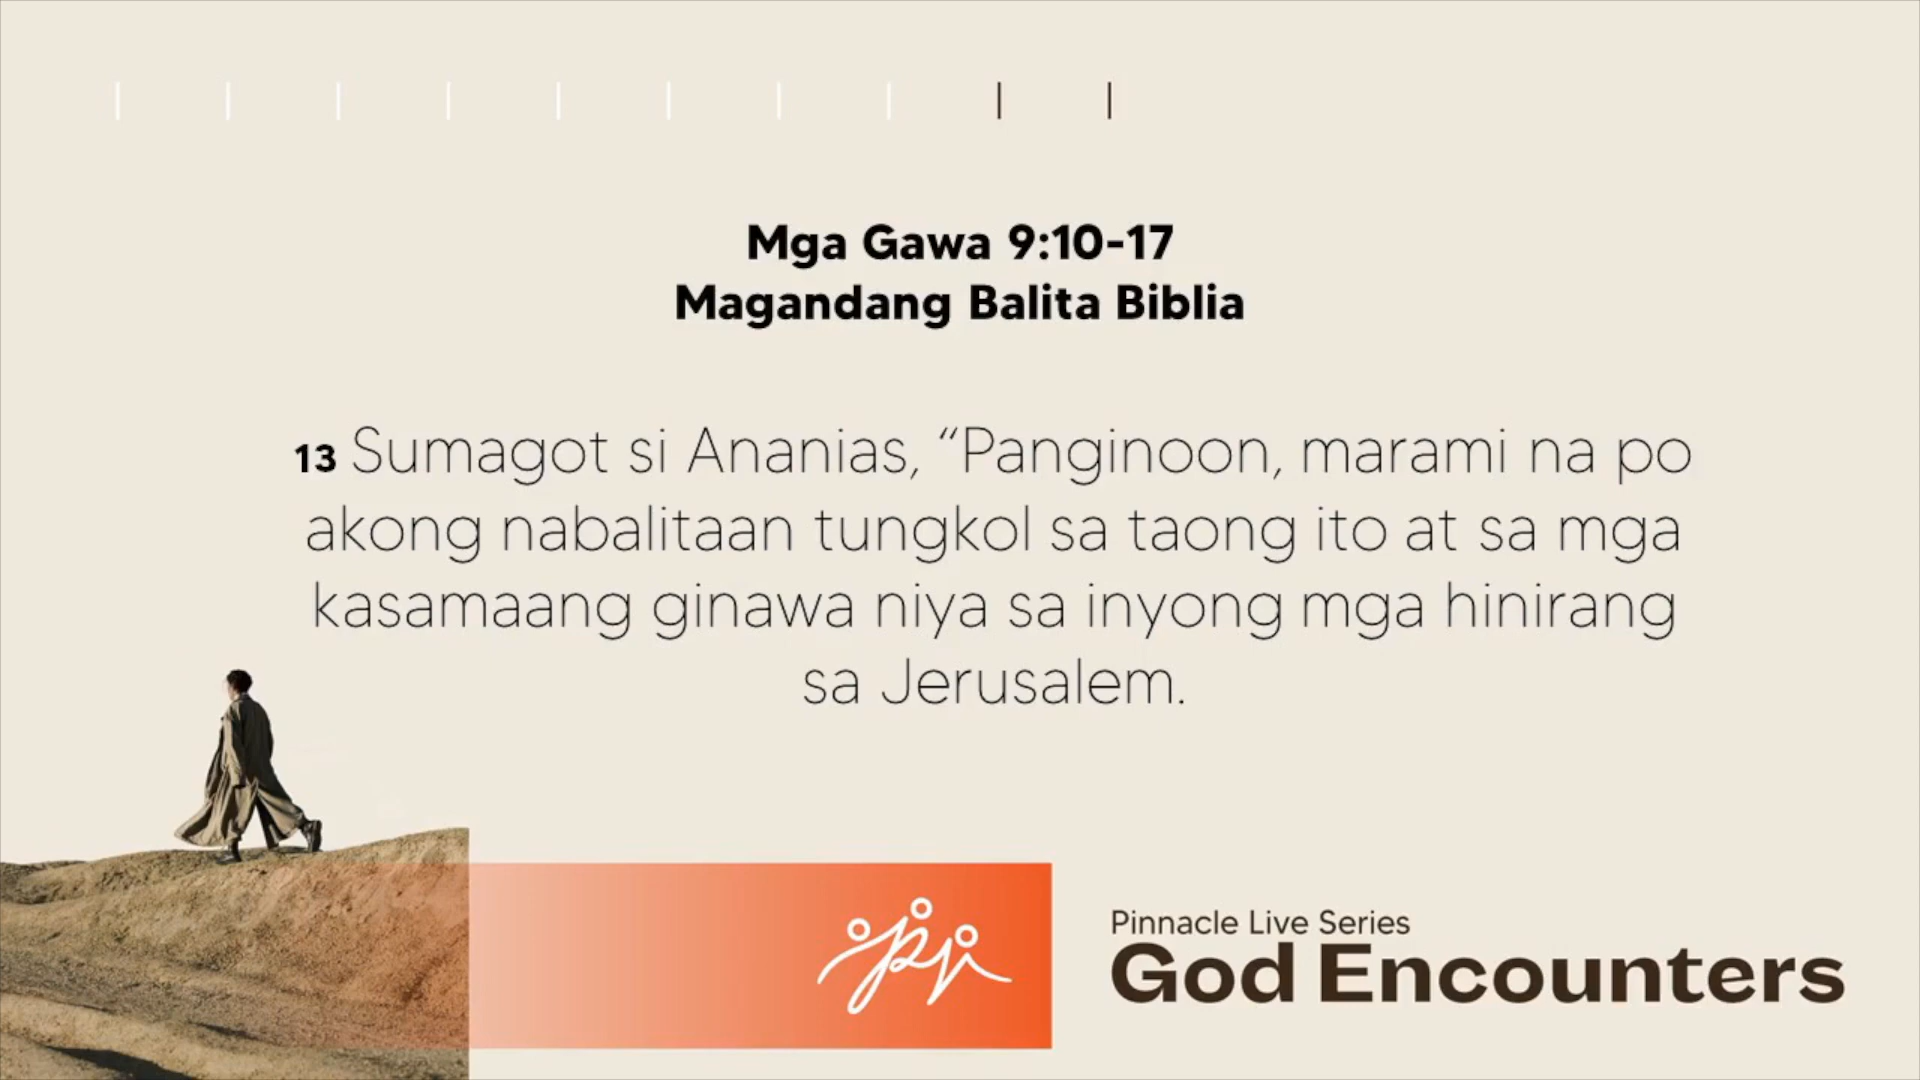 Mga Gawa 9:10-17
Magandang Balita Biblia
13 Sumagot si Ananias, “Panginoon, marami na po
akong nabalitaan tungkol sa taong ito at sa mga
kasamaang ginawa niya sa inyong mga hinirang
sa Jerusalem.
Pinnacle Live Series
God Encounters